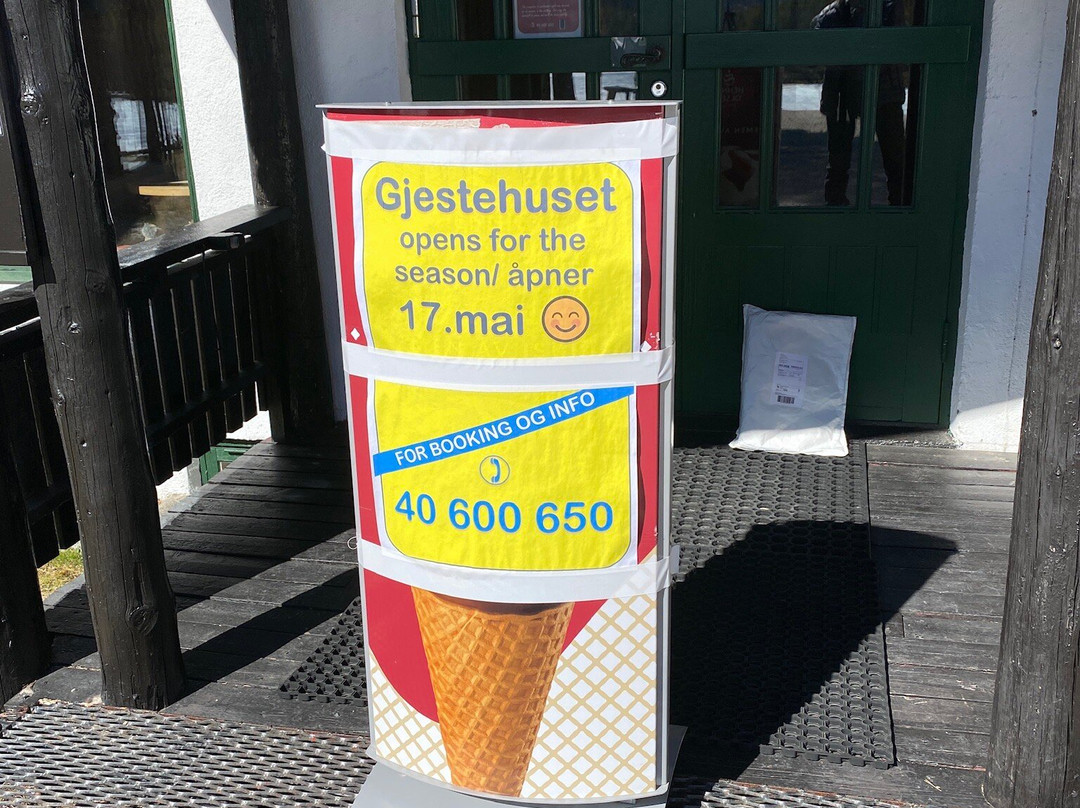 Gjestehuset
opens for the
season/ åpner
17.mai
FOR BOOKING OG INFO
40 600 650